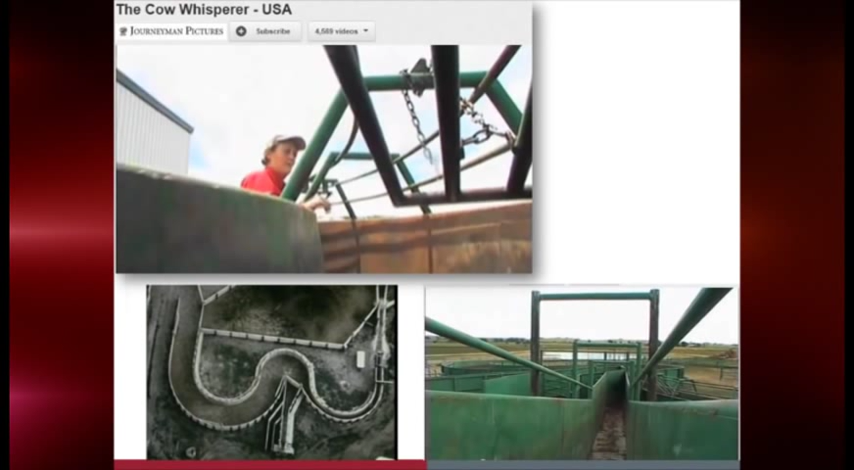 The Cow Whisperer - USA
JOURNEYMAN PICTURES Subscribe 4,569 videos